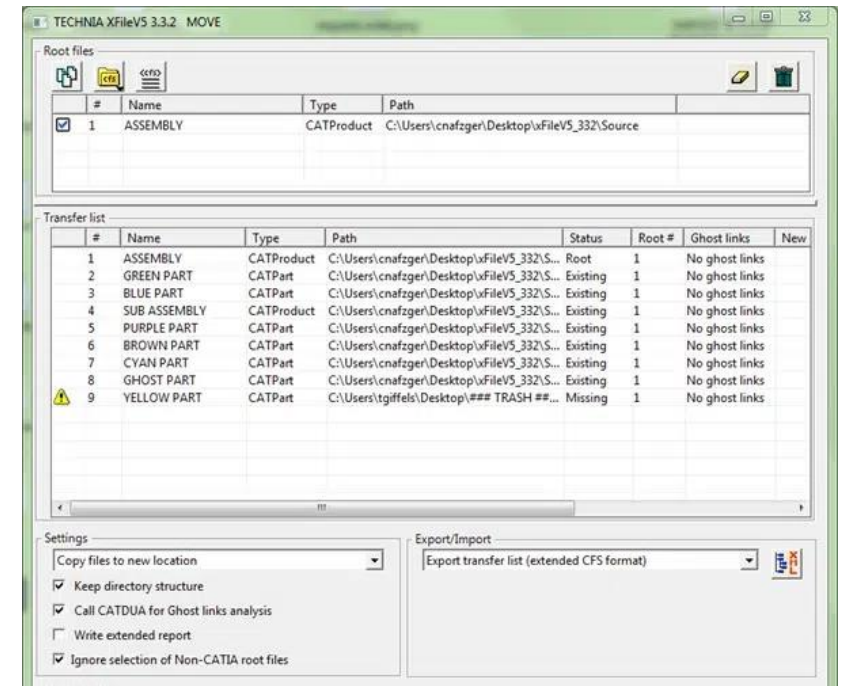 TECHNIA XFileV5 3.3.2 MOVE
Root files
cfs
«cfs»
# Name Type Path
1 ASSEMBLY CATProduct C:\Users\cnafzger\Desktop\xFileV5_332\Source
Transfer list
# Name Type Path Status Root # Ghost links New
1 ASSEMBLY CATProduct C:\Users\cnafzger\Desktop\xFileV5_332\S... Root 1 No ghost links
2 GREEN PART CATPart C:\Users\cnafzger\Desktop\xFileV5_332\S... Existing 1 No ghost links
3 BLUE PART CATPart C:\Users\cnafzger\Desktop\xFileV5_332\S... Existing 1 No ghost links
4 SUB ASSEMBLY CATProduct C:\Users\cnafzger\Desktop\xFileV5_332\S... Existing 1 No ghost links
5 PURPLE PART CATPart C:\Users\cnafzger\Desktop\xFileV5_332\S... Existing 1 No ghost links
6 BROWN PART CATPart C:\Users\cnafzger\Desktop\xFileV5_332\S... Existing 1 No ghost links
7 CYAN PART CATPart C:\Users\cnafzger\Desktop\xFileV5_332\S... Existing 1 No ghost links
8 GHOST PART CATPart C:\Users\cnafzger\Desktop\xFileV5_332\S... Existing 1 No ghost links
9 YELLOW PART CATPart C:\Users\tgiffels\Desktop\### TRASH ##... Missing 1 No ghost links
Settings Export/Import
Copy files to new location Export transfer list (extended CFS format)
XML
Keep directory structure
Call CATDUA for Ghost links analysis
Write extended report
Ignore selection of Non-CATIA root files